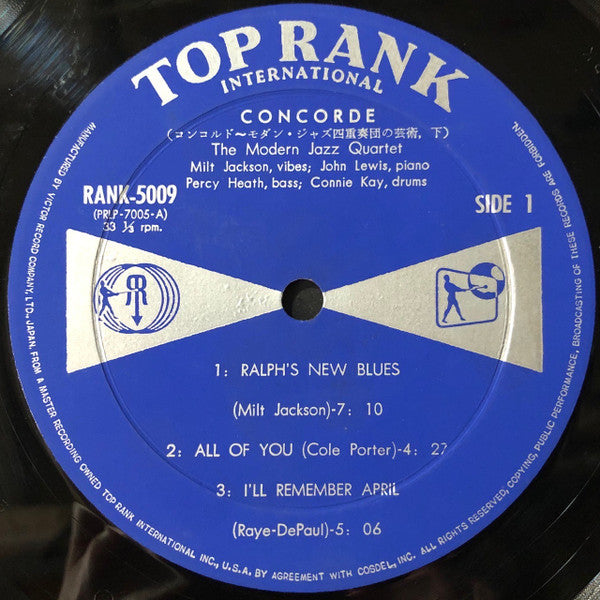 TOP RANK
INTERNATIONAL
CONCORDE
(コンコルド〜モダン・ジャズ四重奏団の芸術, 下)
The Modern Jazz Quartet
Milt Jackson, vibes; John Lewis, piano
Percy Heath, bass; Connie Kay, drums
RANK-5009
(PRLP-7005-A)
33 ⅓ rpm.
SIDE 1
R
1: RALPH'S NEW BLUES
(Milt Jackson)-7: 10
2: ALL OF YOU (Cole Porter)-4: 27
3: I'LL REMEMBER APRIL
(Raye-DePaul)-5: 06
MANUFACTURED BY VICTOR RECORD COMPANY, LTD., JAPAN, FROM A MASTER RECORDING OWNED TOP RANK INTERNATIONAL INC., U.S.A. BY AGREEMENT WITH COSDEL, INC. ALL RIGHTS RESERVED, COPYING, PUBLIC PERFORMANCE, BROADCASTING OF THESE RECORDS ARE FORBIDDEN.